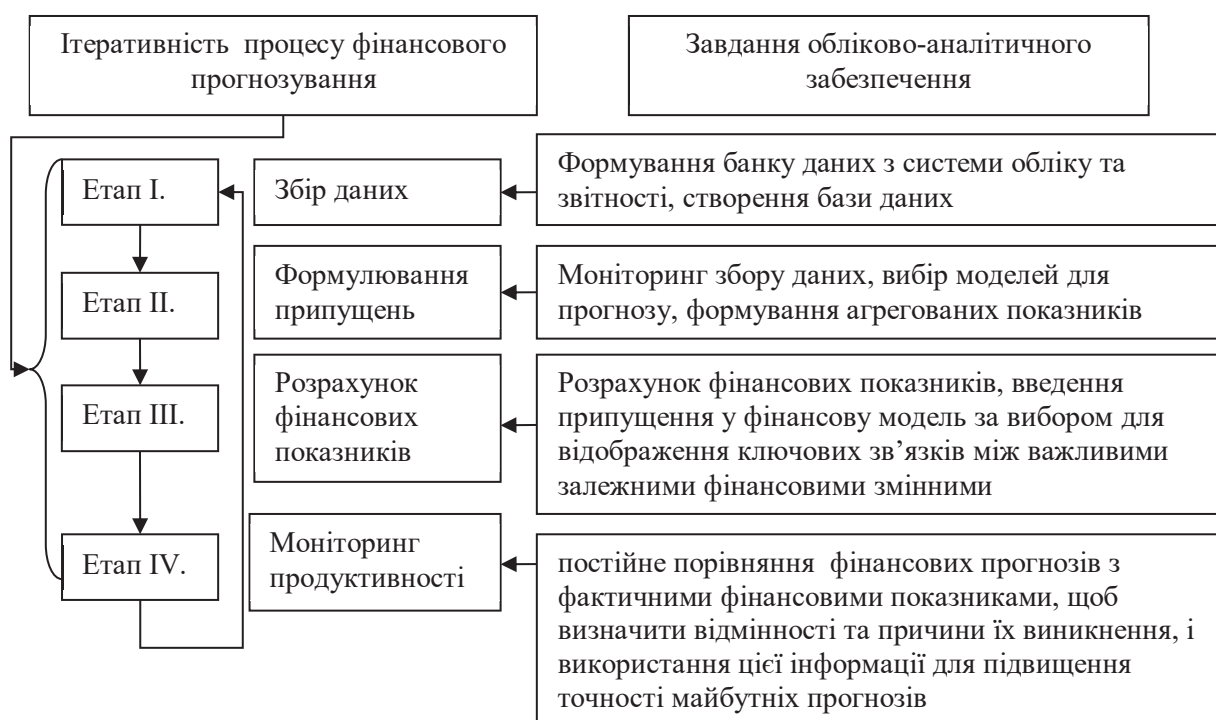 Ітеративність процесу фінансового
прогнозування
Завдання обліково-аналітичного
забезпечення
Етап І.
Збір даних
Формування банку даних з системи обліку та
звітності, створення бази даних
Етап ІІ.
Формулювання
припущень
Моніторинг збору даних, вибір моделей для
прогнозу, формування агрегованих показників
Етап ІІІ.
Розрахунок
фінансових
показників
Розрахунок фінансових показників, введення
припущення у фінансову модель за вибором для
відображення ключових зв’язків між важливими
залежними фінансовими змінними
Етап IV.
Моніторинг
продуктивності
постійне порівняння фінансових прогнозів з
фактичними фінансовими показниками, щоб
визначити відмінності та причини їх виникнення, і
використання цієї інформації для підвищення
точності майбутніх прогнозів